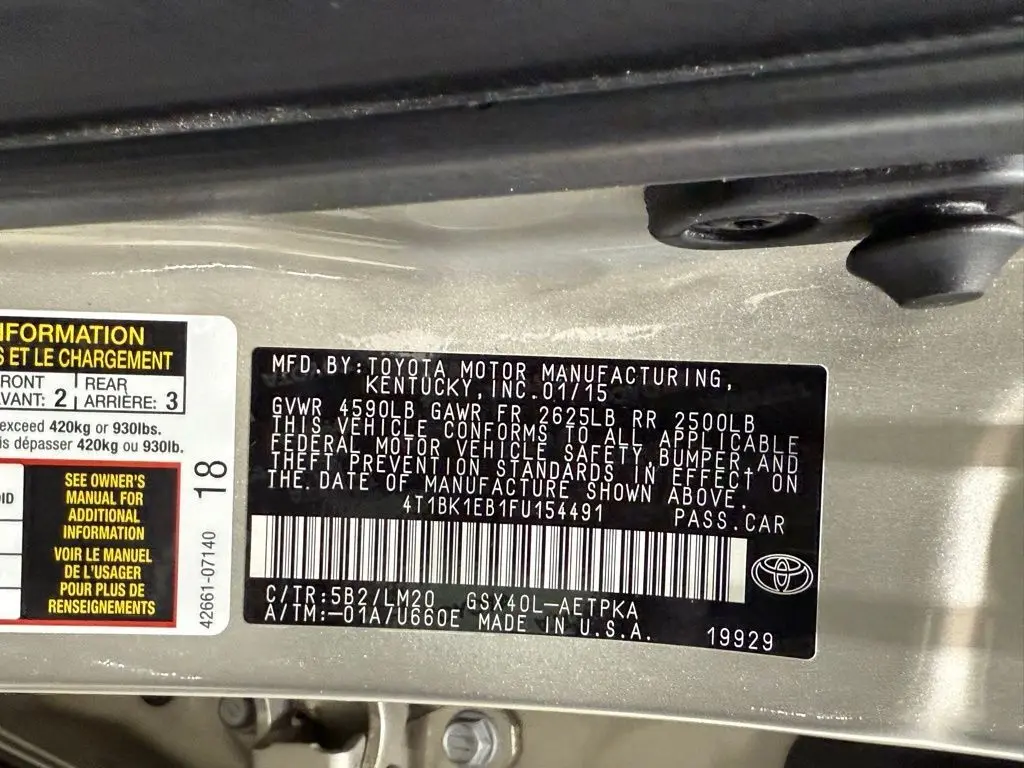 INFORMATION
S ET LE CHARGEMENT
RONT
VANT: 2
REAR
ARRIÈRE: 3
exceed 420kg or 930lbs.
is dépasser 420kg ou 930lb.
SEE OWNER'S
MANUAL FOR
ADDITIONAL
INFORMATION
VOIR LE MANUEL
DE L'USAGER
POUR PLUS DE
RENSEIGNEMENTS
18
42661-07140
MFD.BY:TOYOTA MOTOR MANUFACTURING,
KENTUCKY, INC.01/15
GVWR 4590LB GAWR FR 2625LB RR 2500LB
THIS VEHICLE CONFORMS TO ALL APPLICABLE
FEDERAL MOTOR VEHICLE SAFETY,BUMPER,AND
THEFT PREVENTION STANDARDS IN EFFECT ON
THE DATE OF MANUFACTURE SHOWN ABOVE.
4T1BK1EB1FU154491 PASS.CAR
C/TR:5B2/LM20 GSX40L-AETPKA
A/TM:-01A/U660E MADE IN U.S.A. 19929